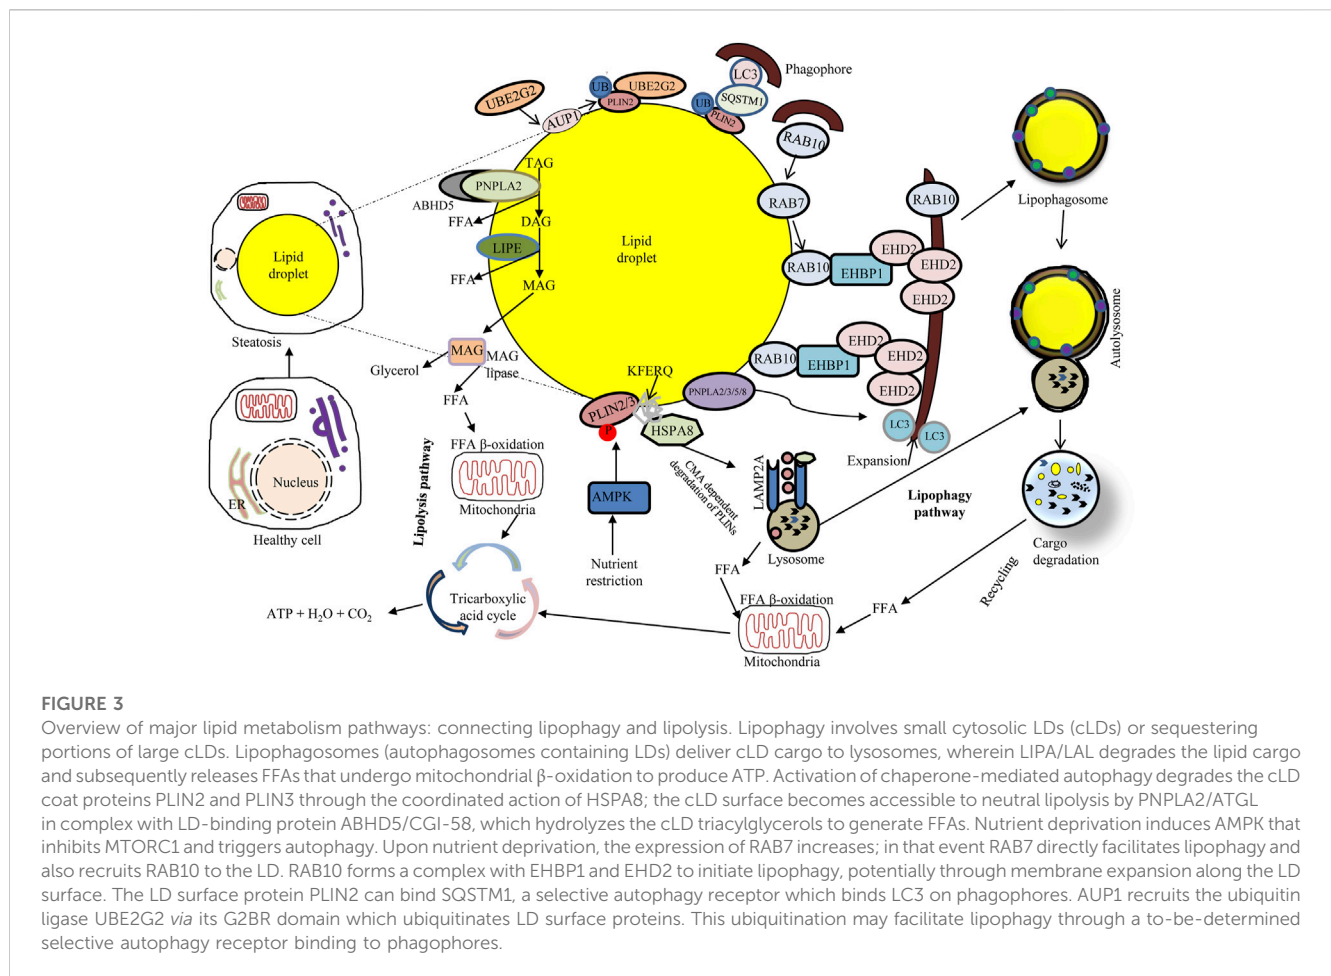 UBE2G2
AUP1
UB
PLIN2
UBE2G2
UB
PLIN2
SQSTM1
LC3
Phagophore
RAB10
RAB7
RAB10
EHBP1
EHD2
EHD2
EHD2
RAB10
Lipophagosome
TAG
PNPLA2
ABHD5
FFA
DAG
LIPE
FFA
MAG
Lipid
droplet
Lipid
droplet
Steatosis
MAG
MAG
lipase
Glycerol
FFA
FFA β-oxidation
Mitochondria
Lipolysis pathway
Nucleus
ER
Healthy cell
KFERQ
PLIN2/3
P
HSPA8
PNPLA2/3/5/8
RAB10
EHBP1
EHD2
EHD2
EHD2
LC3
LC3
Expansion
AMPK
Nutrient
restriction
CMA dependent
degradation of PLINs
LAMP2A
Lysosome
Lipophagy
pathway
Autolysosome
Cargo
degradation
Recycling
FFA
FFA
FFA β-oxidation
Mitochondria
Tricarboxylic
acid cycle
ATP + H₂O + CO₂
FIGURE 3
Overview of major lipid metabolism pathways: connecting lipophagy and lipolysis. Lipophagy involves small cytosolic LDs (cLDs) or sequestering
portions of large cLDs. Lipophagosomes (autophagosomes containing LDs) deliver cLD cargo to lysosomes, wherein LIPA/LAL degrades the lipid cargo
and subsequently releases FFAs that undergo mitochondrial β-oxidation to produce ATP. Activation of chaperone-mediated autophagy degrades the cLD
coat proteins PLIN2 and PLIN3 through the coordinated action of HSPA8; the cLD surface becomes accessible to neutral lipolysis by PNPLA2/ATGL
in complex with LD-binding protein ABHD5/CGI-58, which hydrolyzes the cLD triacylglycerols to generate FFAs. Nutrient deprivation induces AMPK that
inhibits MTORC1 and triggers autophagy. Upon nutrient deprivation, the expression of RAB7 increases; in that event RAB7 directly facilitates lipophagy and
also recruits RAB10 to the LD. RAB10 forms a complex with EHBP1 and EHD2 to initiate lipophagy, potentially through membrane expansion along the LD
surface. The LD surface protein PLIN2 can bind SQSTM1, a selective autophagy receptor which binds LC3 on phagophores. AUP1 recruits the ubiquitin
ligase UBE2G2 via its G2BR domain which ubiquitinates LD surface proteins. This ubiquitination may facilitate lipophagy through a to-be-determined
selective autophagy receptor binding to phagophores.